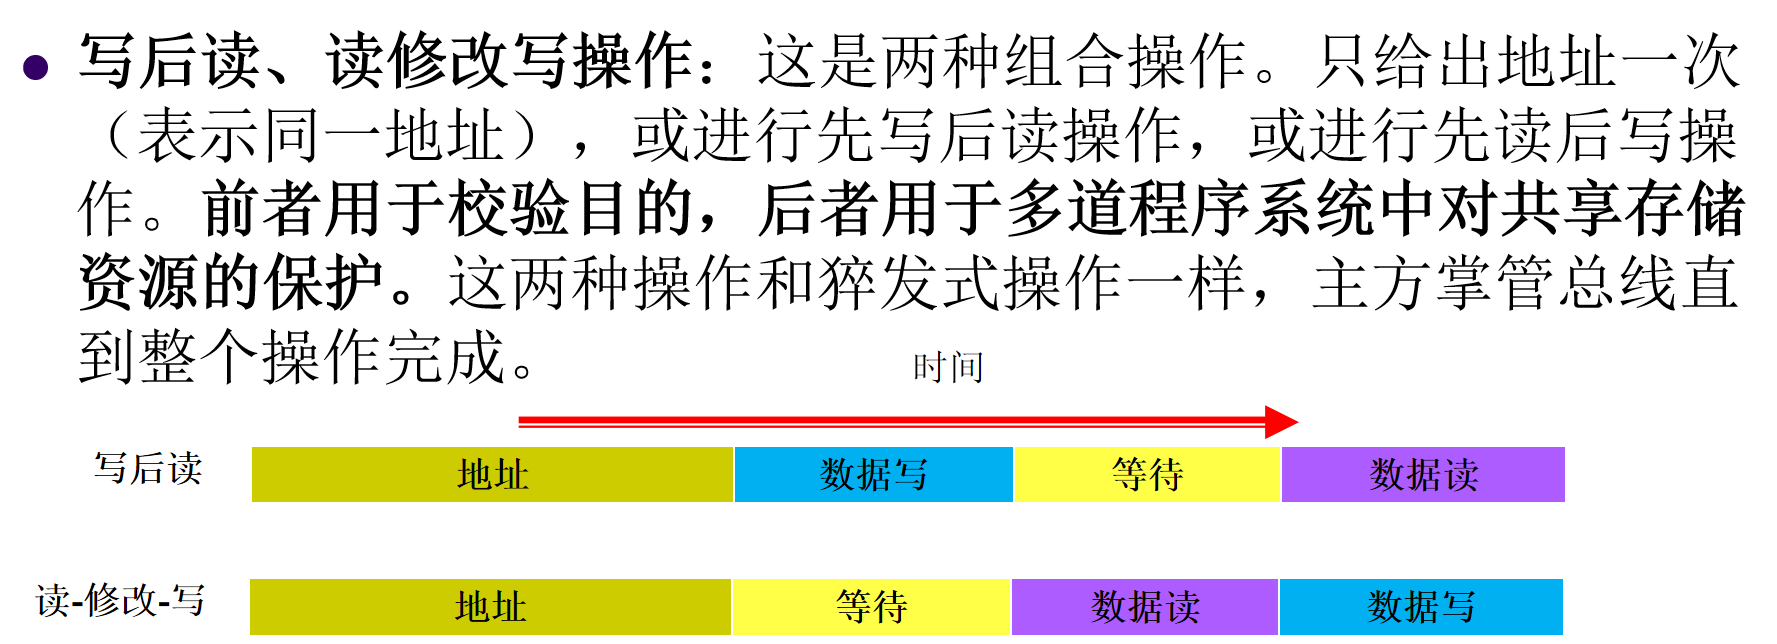 ● 写后读、读修改写操作：这是两种组合操作。只给出地址一次
（表示同一地址），或进行先写后读操作，或进行先读后写操
作。前者用于校验目的，后者用于多道程序系统中对共享存储
资源的保护。这两种操作和猝发式操作一样，主方掌管总线直
到整个操作完成。
时间
写后读 地址 数据写 等待 数据读
读-修改-写 地址 等待 数据读 数据写